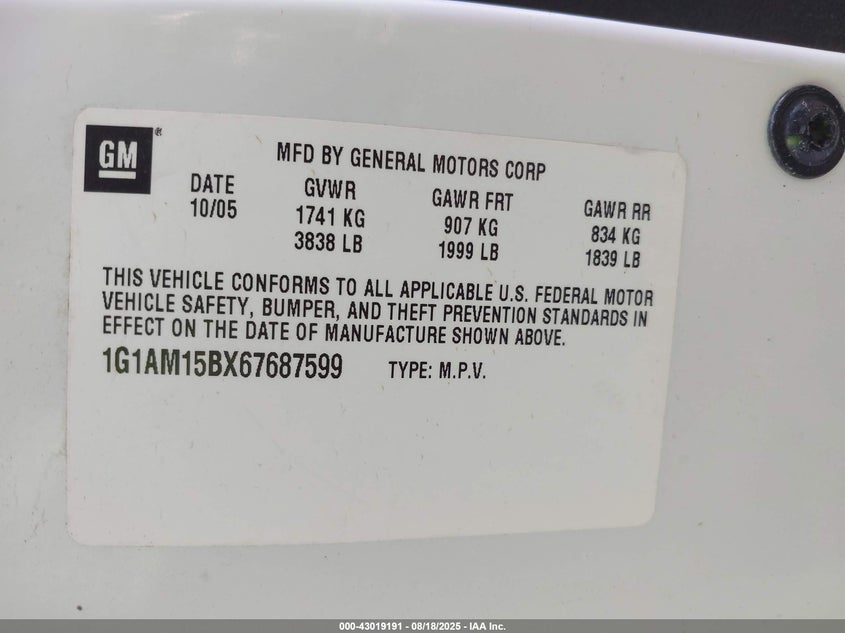 GM®
MFD BY GENERAL MOTORS CORP
DATE GVWR GAWR FRT GAWR RR
10/05 1741 KG 907 KG 834 KG
3838 LB 1999 LB 1839 LB
THIS VEHICLE CONFORMS TO ALL APPLICABLE U.S. FEDERAL MOTOR
VEHICLE SAFETY, BUMPER, AND THEFT PREVENTION STANDARDS IN
EFFECT ON THE DATE OF MANUFACTURE SHOWN ABOVE.
1G1AM15BX67687599 TYPE: M.P.V.
000-43019191 - 08/18/2025 - IAA Inc.